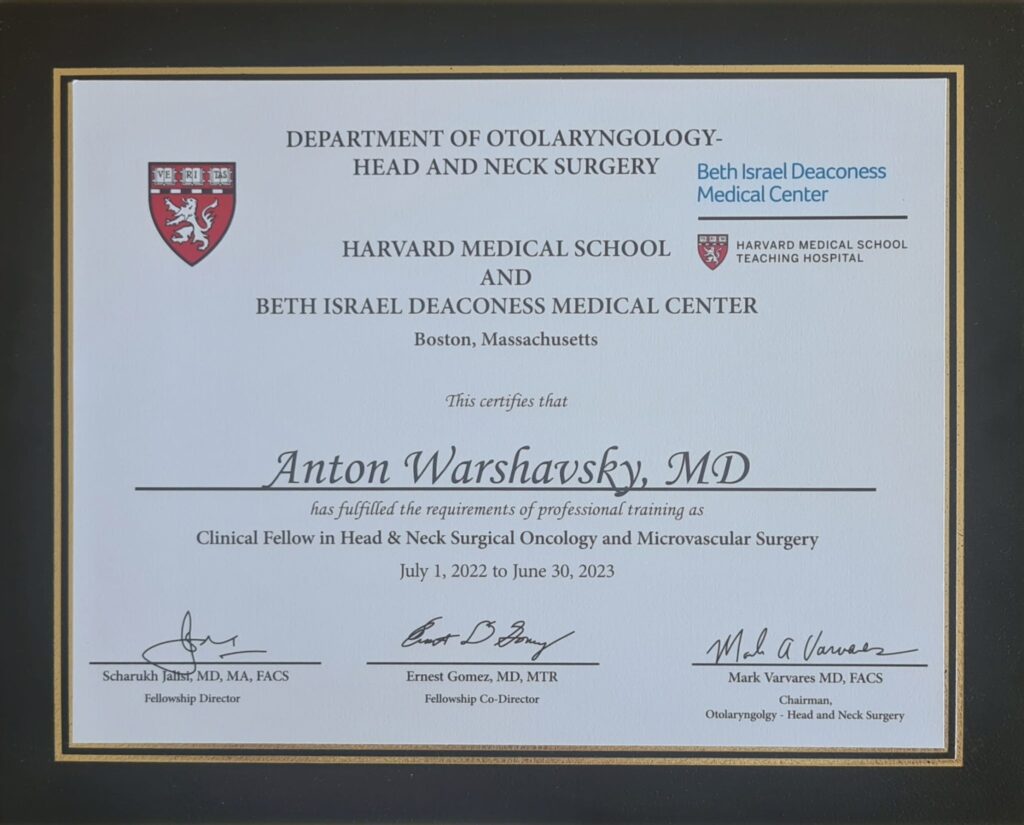 DEPARTMENT OF OTOLARYNGOLOGY-
HEAD AND NECK SURGERY
VE RI TAS
Beth Israel Deaconess
Medical Center
HARVARD MEDICAL SCHOOL
TEACHING HOSPITAL
HARVARD MEDICAL SCHOOL
AND
BETH ISRAEL DEACONESS MEDICAL CENTER
Boston, Massachusetts
This certifies that
Anton Warshavsky, MD
has fulfilled the requirements of professional training as
Clinical Fellow in Head & Neck Surgical Oncology and Microvascular Surgery
July 1, 2022 to June 30, 2023
Mark A Varvares
Scharukh Jalisi, MD, MA, FACS
Fellowship Director
Ernest Gomez, MD, MTR
Fellowship Co-Director
Mark Varvares MD, FACS
Chairman,
Otolaryngolgy - Head and Neck Surgery